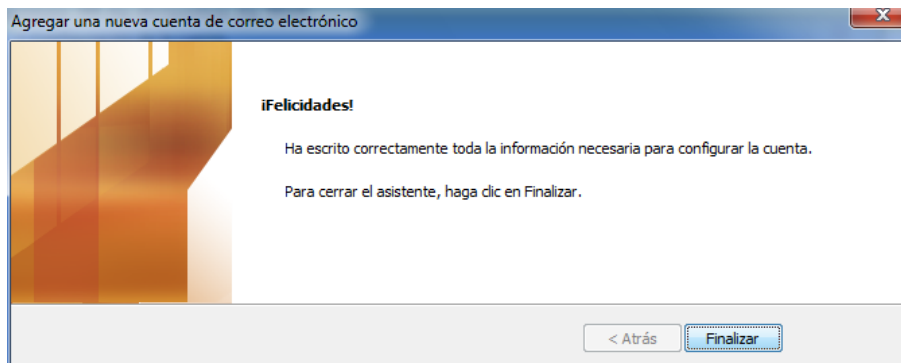 Agregar una nueva cuenta de correo electrónico
x
¡Felicidades!
Ha escrito correctamente toda la información necesaria para configurar la cuenta.
Para cerrar el asistente, haga clic en Finalizar.
< Atrás
Finalizar